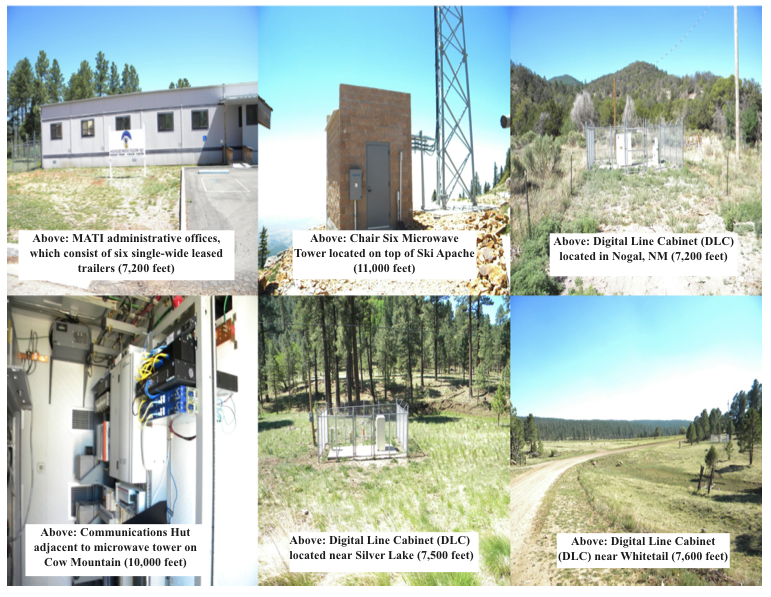 Above: MATI administrative offices,
which consist of six single-wide leased
trailers (7,200 feet)
Above: Chair Six Microwave
Tower located on top of Ski Apache
(11,000 feet)
Above: Digital Line Cabinet (DLC)
located in Nogal, NM (7,200 feet)
Above: Communications Hut
adjacent to microwave tower on
Cow Mountain (10,000 feet)
Above: Digital Line Cabinet (DLC)
located near Silver Lake (7,500 feet)
Above: Digital Line Cabinet
(DLC) near Whitetail (7,600 feet)